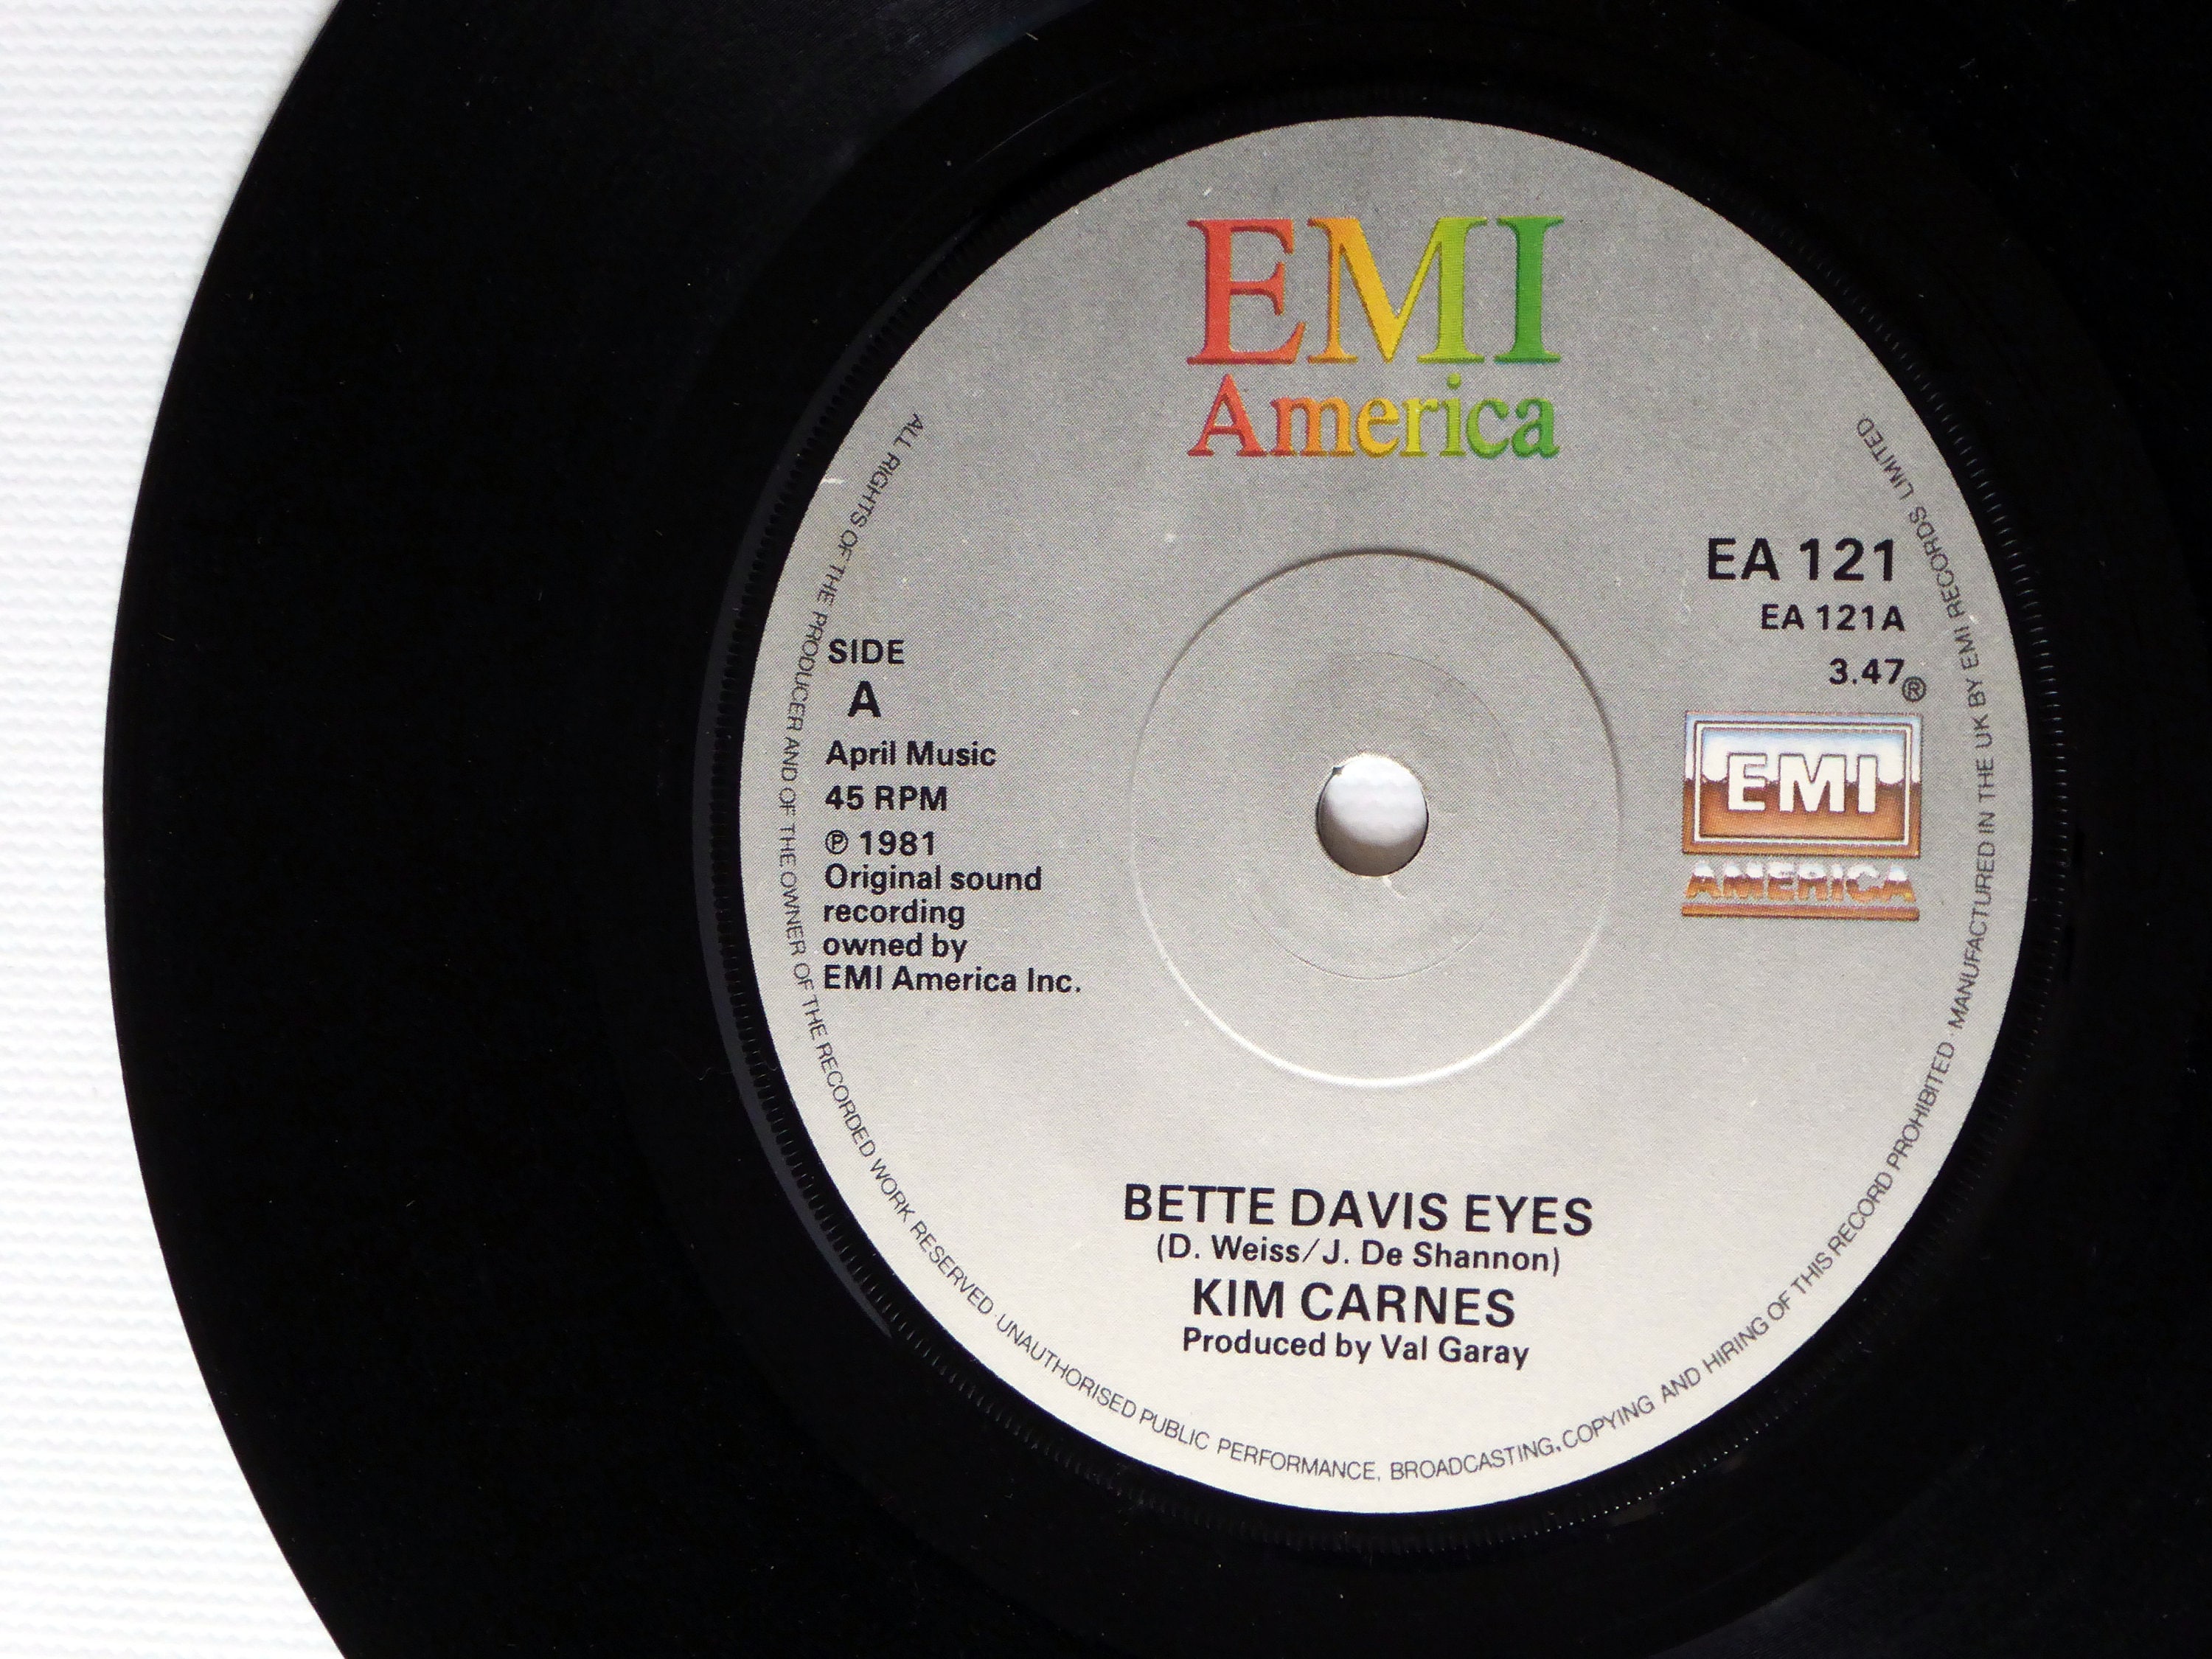 EMI
America
EA 121
EA 121A
3.47
®
EMI
AMERICA
SIDE
A
April Music
45 RPM
℗ 1981
Original sound
recording
owned by
EMI America Inc.
BETTE DAVIS EYES
(D. Weiss/J. De Shannon)
KIM CARNES
Produced by Val Garay
ALL RIGHTS OF THE PRODUCER AND OF THE OWNER OF THE RECORDED WORK RESERVED · UNAUTHORISED PUBLIC PERFORMANCE, BROADCASTING, COPYING AND HIRING OF THIS RECORD PROHIBITED · MANUFACTURED IN THE UK BY EMI RECORDS LIMITED